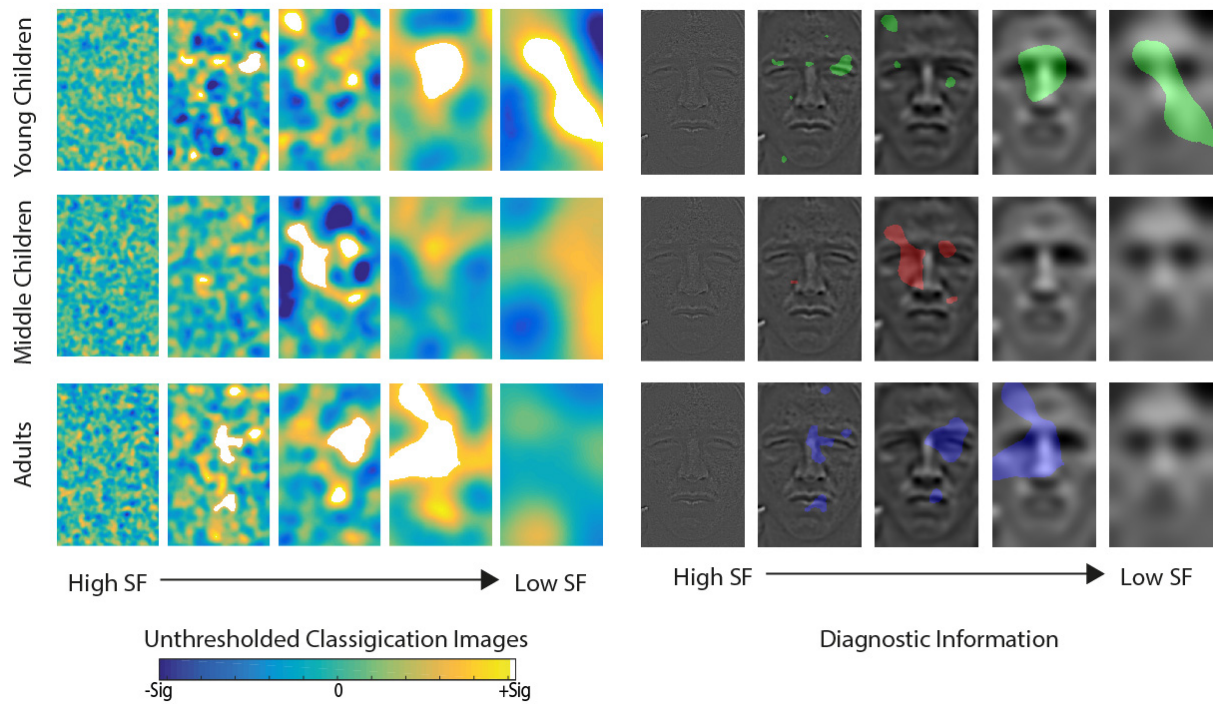 Young Children
Middle Children
Adults
High SF
Low SF
High SF
Low SF
Unthresholded Classigication Images
-Sig
0
+Sig
Diagnostic Information